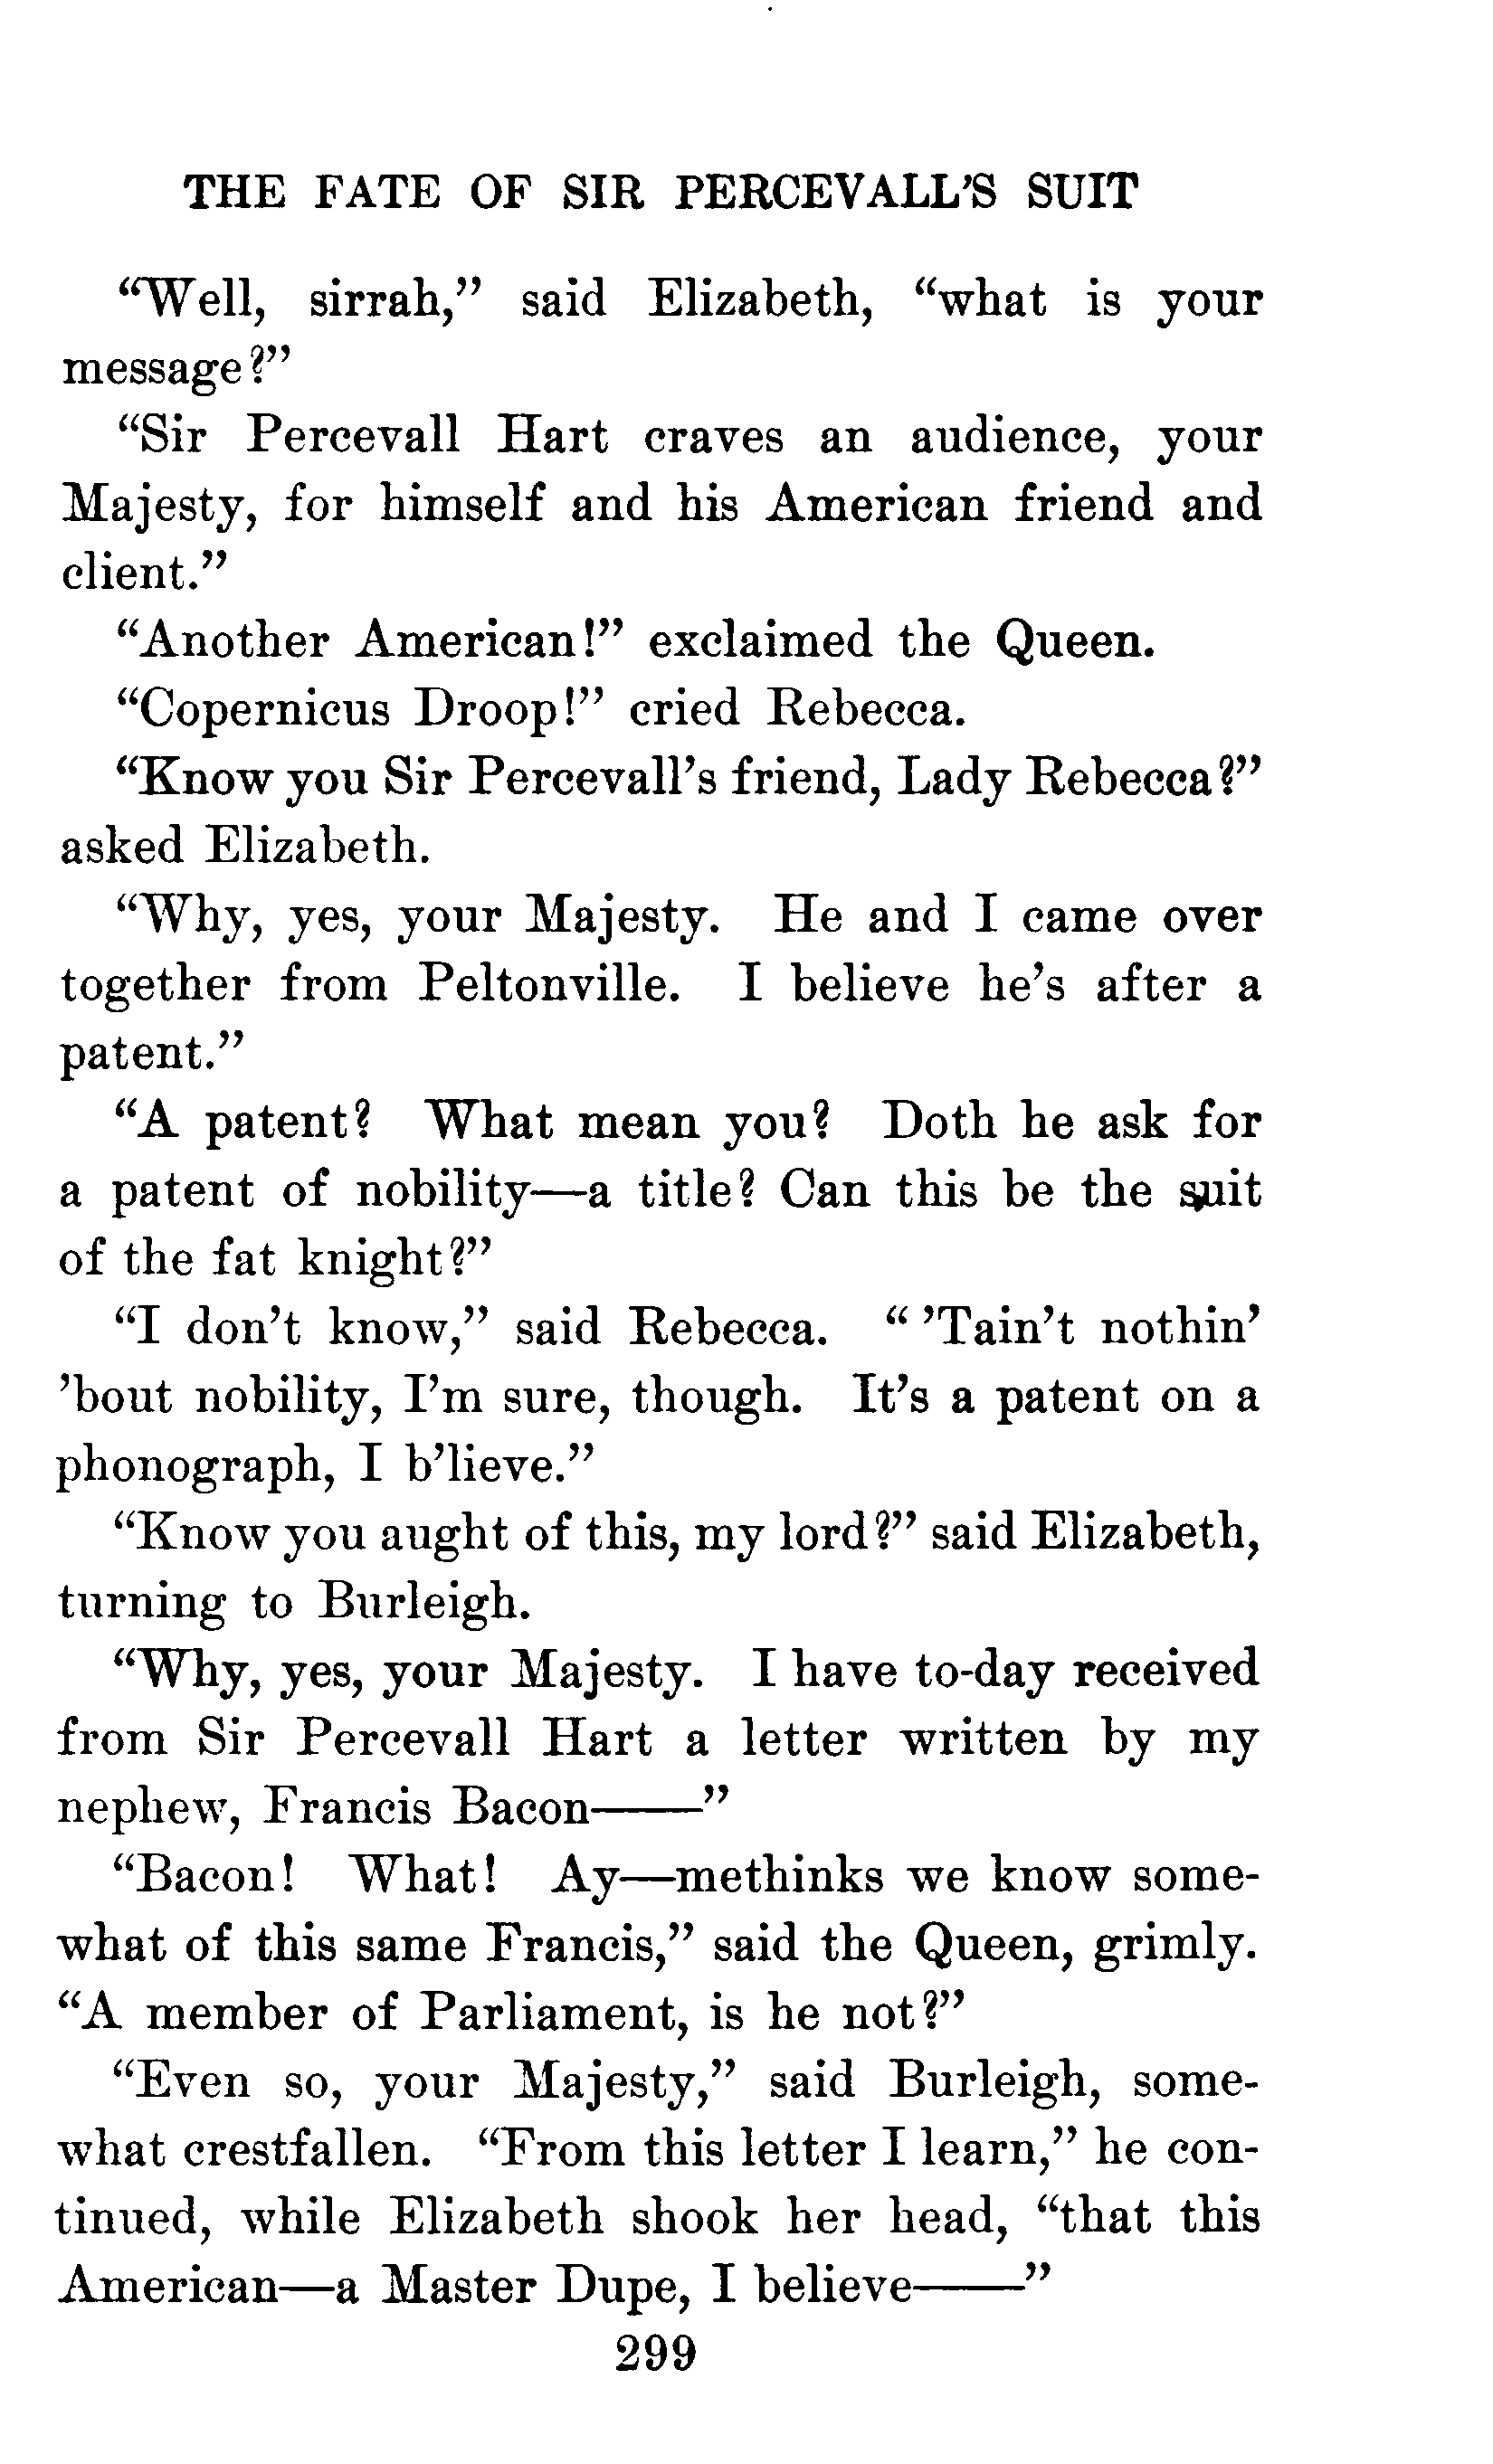 THE FATE OF SIR PERCEVALL'S SUIT
“Well, sirrah,” said Elizabeth, “what is your
message?”
“Sir Percevall Hart craves an audience, your
Majesty, for himself and his American friend and
client.”
“Another American!” exclaimed the Queen.
“Copernicus Droop!” cried Rebecca.
“Know you Sir Percevall’s friend, Lady Rebecca?”
asked Elizabeth.
“Why, yes, your Majesty. He and I came over
together from Peltonville. I believe he’s after a
patent.”
“A patent? What mean you? Doth he ask for
a patent of nobility—a title? Can this be the suit
of the fat knight?”
“I don’t know,” said Rebecca. “ ’Tain’t nothin’
’bout nobility, I’m sure, though. It’s a patent on a
phonograph, I b’lieve.”
“Know you aught of this, my lord?” said Elizabeth,
turning to Burleigh.
“Why, yes, your Majesty. I have to-day received
from Sir Percevall Hart a letter written by my
nephew, Francis Bacon——”
“Bacon! What! Ay—methinks we know some-
what of this same Francis,” said the Queen, grimly.
“A member of Parliament, is he not?”
“Even so, your Majesty,” said Burleigh, some-
what crestfallen. “From this letter I learn,” he con-
tinued, while Elizabeth shook her head, “that this
American—a Master Dupe, I believe——”
299